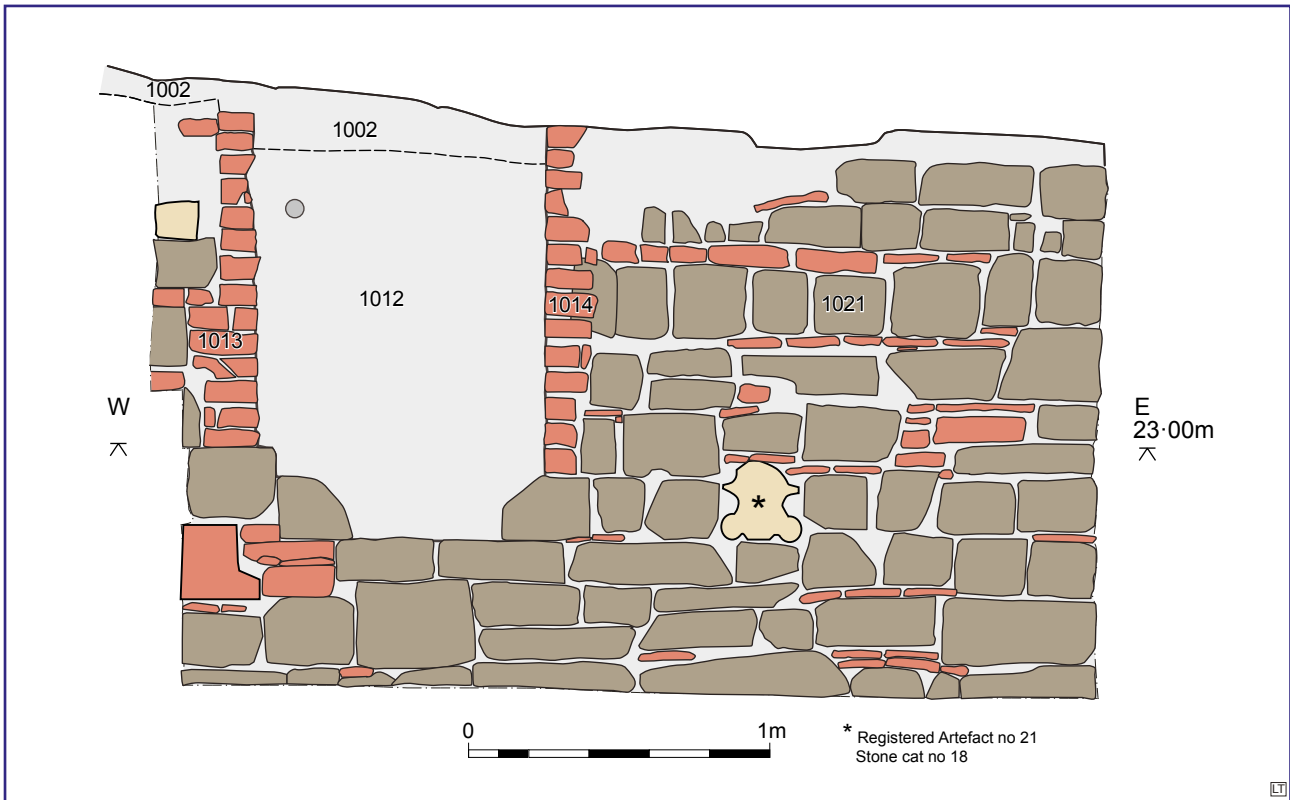 1002
1002
1012
1014
1021
1013
W
E
23·00m
0
1m
* Registered Artefact no 21
Stone cat no 18
*
LT